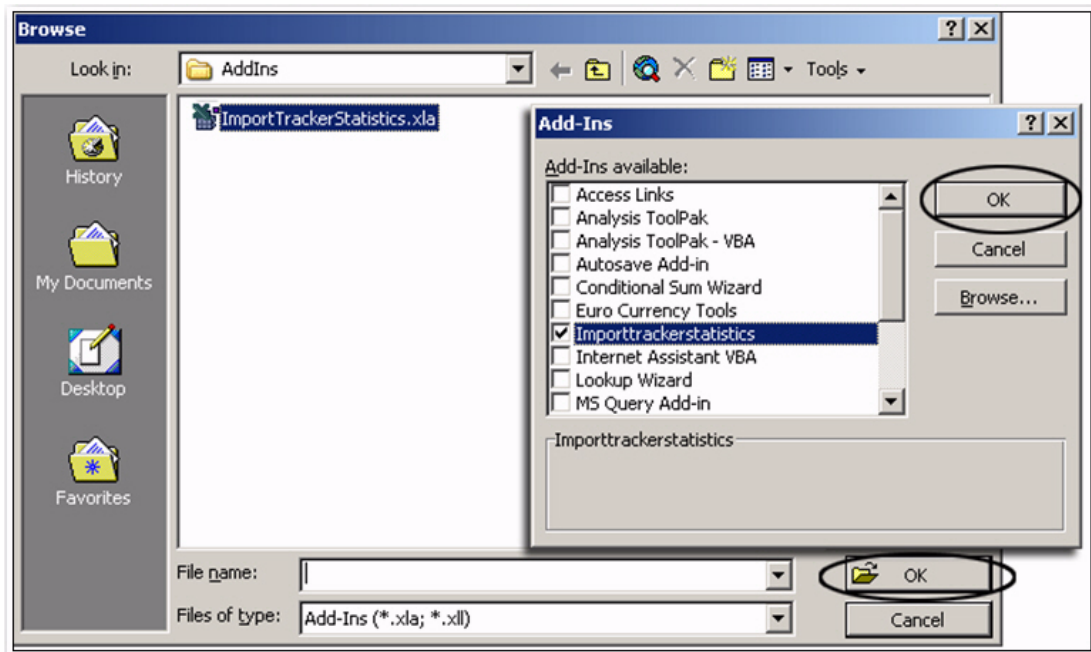 Browse
Look in:
AddIns
Tools
History
My Documents
Desktop
Favorites
ImportTrackerStatistics.xla
File name:
Files of type:
Add-Ins (*.xla; *.xll)
OK
Cancel
Add-Ins
Add-Ins available:
Access Links
Analysis ToolPak
Analysis ToolPak - VBA
Autosave Add-in
Conditional Sum Wizard
Euro Currency Tools
Importtrackerstatistics
Internet Assistant VBA
Lookup Wizard
MS Query Add-in
OK
Cancel
Browse...
Importtrackerstatistics